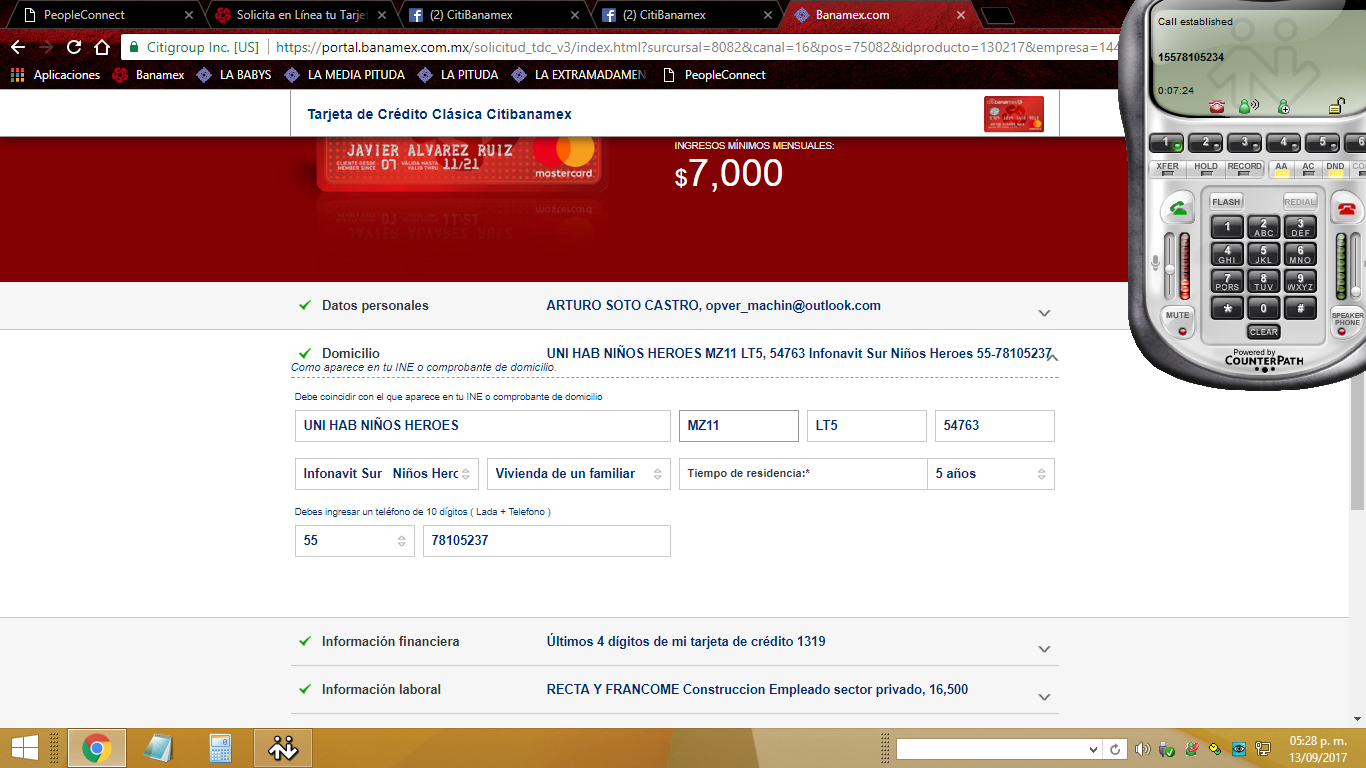 PeopleConnect
Solicita en Línea tu Tarje
(2) CitiBanamex
(2) CitiBanamex
Banamex.com
Citigroup Inc. [US]
https://portal.banamex.com.mx/solicitud_tdc_v3/index.html?surcursal=8082&canal=16&pos=75082&idproducto=130217&empresa=144
Aplicaciones
Banamex
LA BABYS
LA MEDIA PITUDA
LA PITUDA
LA EXTRAMADAMEN
PeopleConnect
Call established
15578105234
0:07:24
1 2 3 4 5 6
XFER HOLD RECORD AA AC DND CO
FLASH REDIAL
1
2 ABC
3 DEF
4 GHI
5 JKL
6 MNO
7 PQRS
8 TUV
9 WXYZ
* 0 #
MUTE
CLEAR
SPEAKER PHONE
Powered by
COUNTERPATH
Tarjeta de Crédito Clásica Citibanamex
JAVIER ALVAREZ RUIZ
CLIENTE DESDE
MEMBER SINCE
07
VÁLIDA HASTA
VALID THRU
11/21
mastercard
INGRESOS MÍNIMOS MENSUALES:
$7,000
Datos personales
ARTURO SOTO CASTRO, opver_machin@outlook.com
Domicilio
UNI HAB NIÑOS HEROES MZ11 LT5, 54763 Infonavit Sur Niños Heroes 55-78105237
Como aparece en tu INE o comprobante de domicilio.
Debe coincidir con el que aparece en tu INE o comprobante de domicilio
UNI HAB NIÑOS HEROES
MZ11
LT5
54763
Infonavit Sur Niños Herc
Vivienda de un familiar
Tiempo de residencia:*
5 años
Debes ingresar un teléfono de 10 dígitos ( Lada + Telefono )
55
78105237
Información financiera
Últimos 4 dígitos de mi tarjeta de crédito 1319
Información laboral
RECTA Y FRANCOME Construccion Empleado sector privado, 16,500
05:28 p. m.
13/09/2017